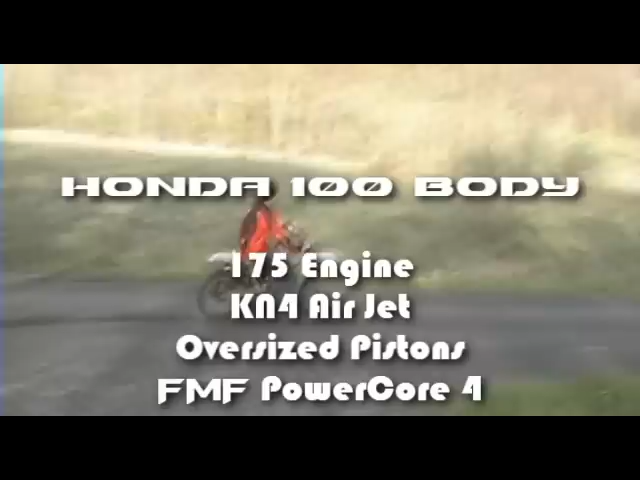 HONDA 100 BODY
175 Engine
KN4 Air Jet
Oversized Pistons
FMF PowerCore 4